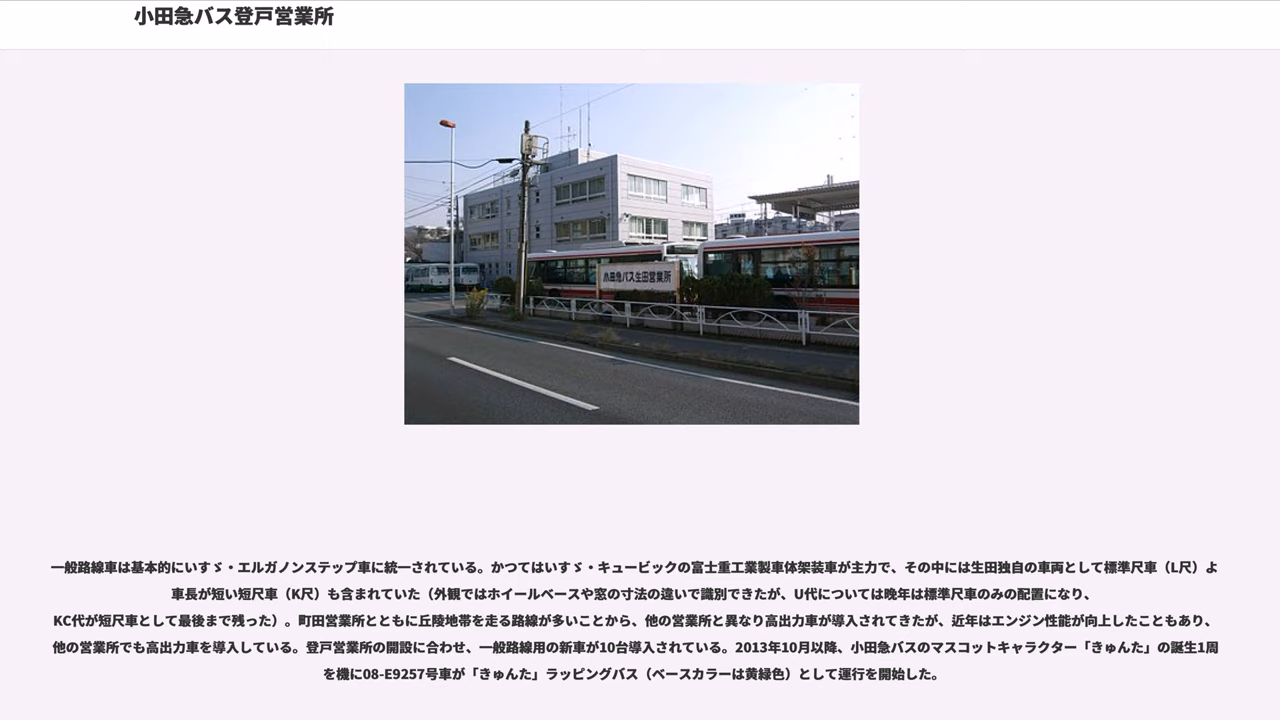 小田急バス登戸営業所
小田急バス生田営業所
一般路線車は基本的にいすゞ・エルガノンステップ車に統一されている。かつてはいすゞ・キュービックの富士重工業製車体架装車が主力で、その中には生田独自の車両として標準尺車（L尺）よ
車長が短い短尺車（K尺）も含まれていた（外観ではホイールベースや窓の寸法の違いで識別できたが、U代については晩年は標準尺車のみの配置になり、
KC代が短尺車として最後まで残った）。町田営業所とともに丘陵地帯を走る路線が多いことから、他の営業所と異なり高出力車が導入されてきたが、近年はエンジン性能が向上したこともあり、
他の営業所でも高出力車を導入している。登戸営業所の開設に合わせ、一般路線用の新車が10台導入されている。2013年10月以降、小田急バスのマスコットキャラクター「きゅんた」の誕生1周
を機に08-E9257号車が「きゅんた」ラッピングバス（ベースカラーは黄緑色）として運行を開始した。